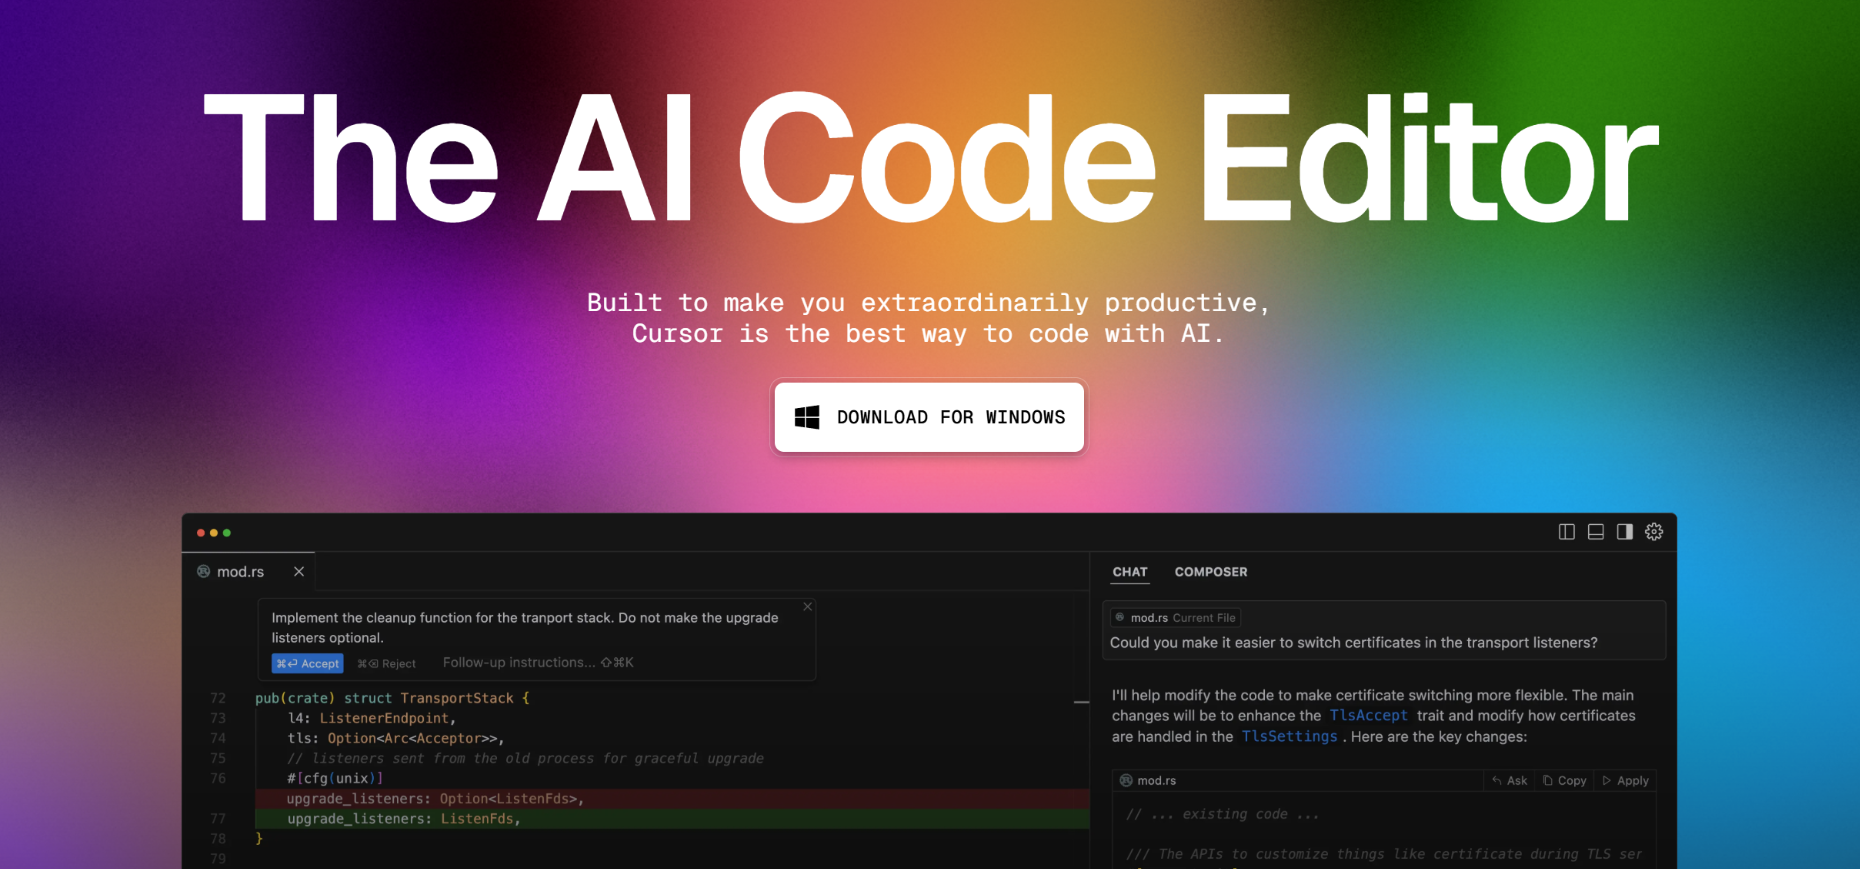 The AI Code Editor
Built to make you extraordinarily productive,
Cursor is the best way to code with AI.
DOWNLOAD FOR WINDOWS
mod.rs
Implement the cleanup function for the tranport stack. Do not make the upgrade
listeners optional.
⌘⏎ Accept ⌘⌫ Reject Follow-up instructions... ⇧⌘K
72 pub(crate) struct TransportStack {
73 l4: ListenerEndpoint,
74 tls: Option<Arc<Acceptor>>,
75 // listeners sent from the old process for graceful upgrade
76 #[cfg(unix)]
upgrade_listeners: Option<ListenFds>,
77 upgrade_listeners: ListenFds,
78 }
79
CHAT COMPOSER
mod.rs Current File
Could you make it easier to switch certificates in the transport listeners?
I'll help modify the code to make certificate switching more flexible. The main
changes will be to enhance the TlsAccept trait and modify how certificates
are handled in the TlsSettings. Here are the key changes:
mod.rs Ask Copy Apply
// ... existing code ...
/// The APIs to customize things like certificate during TLS ser